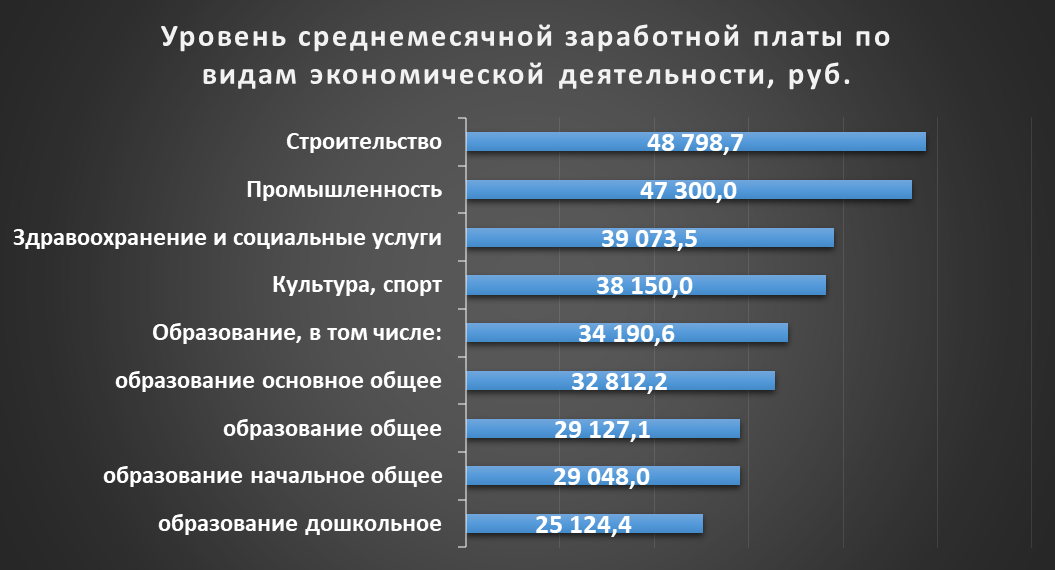 Уровень среднемесячной заработной платы по
видам экономической деятельности, руб.
Строительство 48 798,7
Промышленность 47 300,0
Здравоохранение и социальные услуги 39 073,5
Культура, спорт 38 150,0
Образование, в том числе: 34 190,6
образование основное общее 32 812,2
образование общее 29 127,1
образование начальное общее 29 048,0
образование дошкольное 25 124,4